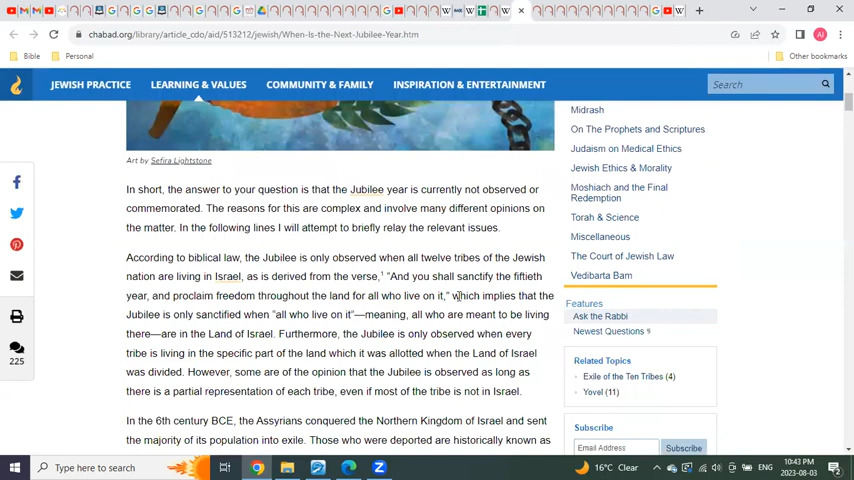 chabad.org/library/article_cdo/aid/513212/jewish/When-Is-the-Next-Jubilee-Year.htm
Bible
Personal
Other bookmarks
JEWISH PRACTICE
LEARNING & VALUES
COMMUNITY & FAMILY
INSPIRATION & ENTERTAINMENT
Search
Art by Sefira Lightstone
In short, the answer to your question is that the Jubilee year is currently not observed or
commemorated. The reasons for this are complex and involve many different opinions on
the matter. In the following lines I will attempt to briefly relay the relevant issues.
According to biblical law, the Jubilee is only observed when all twelve tribes of the Jewish
nation are living in Israel, as is derived from the verse,1 "And you shall sanctify the fiftieth
year, and proclaim freedom throughout the land for all who live on it," which implies that the
Jubilee is only sanctified when "all who live on it"—meaning, all who are meant to be living
there—are in the Land of Israel. Furthermore, the Jubilee is only observed when every
tribe is living in the specific part of the land which it was allotted when the Land of Israel
was divided. However, some are of the opinion that the Jubilee is observed as long as
there is a partial representation of each tribe, even if most of the tribe is not in Israel.
In the 6th century BCE, the Assyrians conquered the Northern Kingdom of Israel and sent
the majority of its population into exile. Those who were deported are historically known as
225
Midrash
On The Prophets and Scriptures
Judaism on Medical Ethics
Jewish Ethics & Morality
Moshiach and the Final
Redemption
Torah & Science
Miscellaneous
The Court of Jewish Law
Vedibarta Bam
Features
Ask the Rabbi
Newest Questions
Related Topics
Exile of the Ten Tribes (4)
Yovel (11)
Subscribe
Email Address
Subscribe
Type here to search
16°C Clear
ENG
10:43 PM
2023-08-03
2